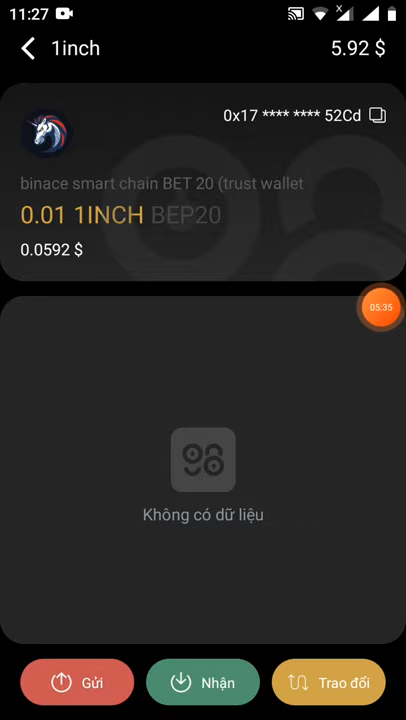 11:27
1inch 5.92 $
0x17 **** **** 52Cd
binace smart chain BET 20 (trust wallet
0.01 1INCH BEP20
0.0592 $
05:35
98
Không có dữ liệu
Gửi Nhận Trao đổi